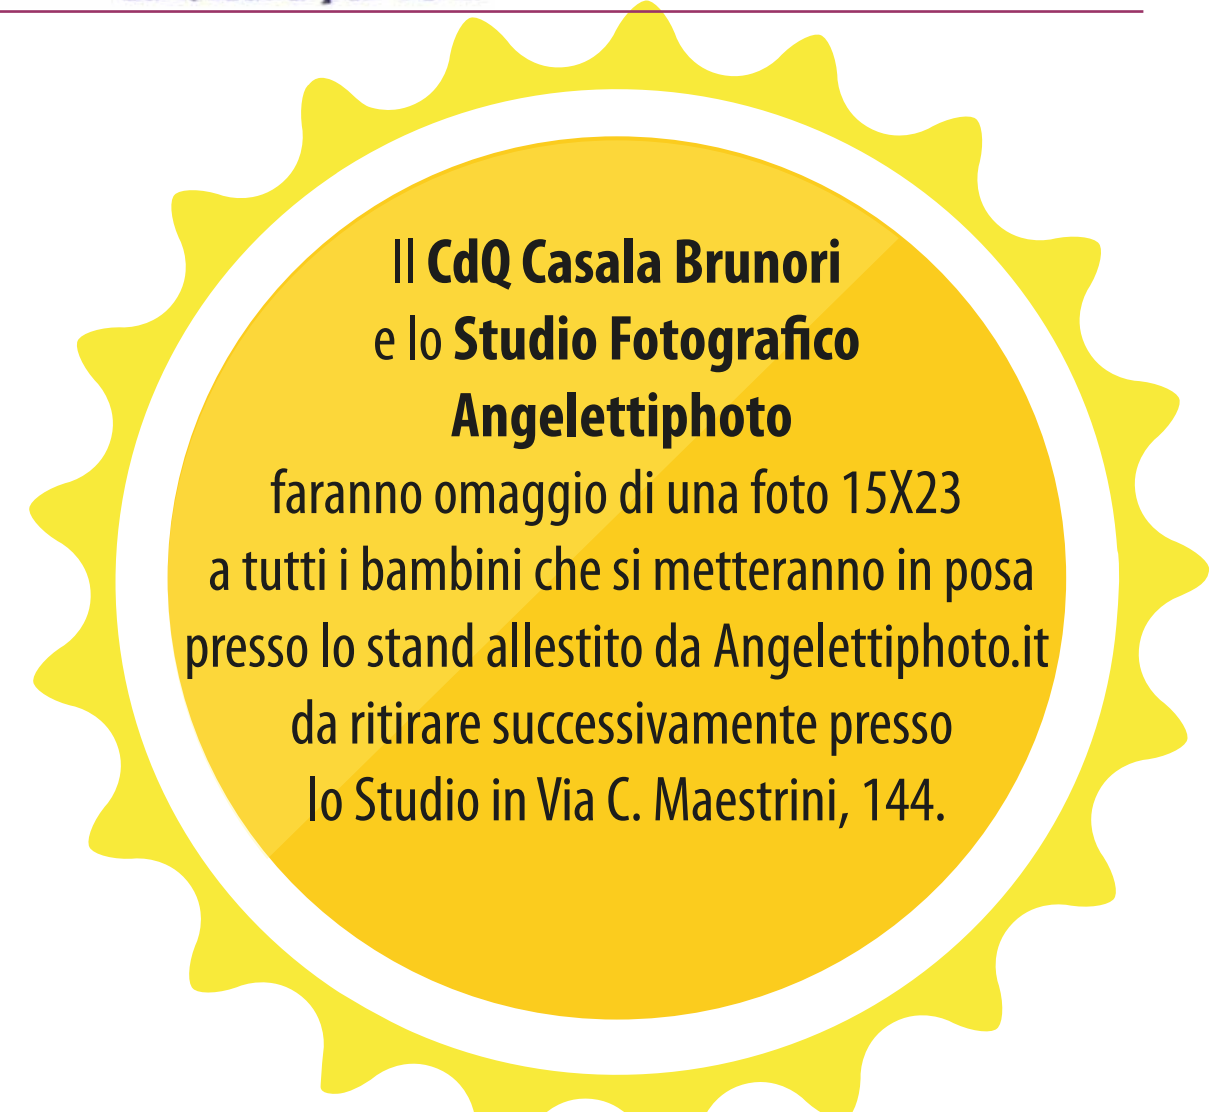 Il CdQ Casala Brunori
e lo Studio Fotografico
Angelettiphoto
faranno omaggio di una foto 15X23
a tutti i bambini che si metteranno in posa
presso lo stand allestito da Angelettiphoto.it
da ritirare successivamente presso
lo Studio in Via C. Maestrini, 144.